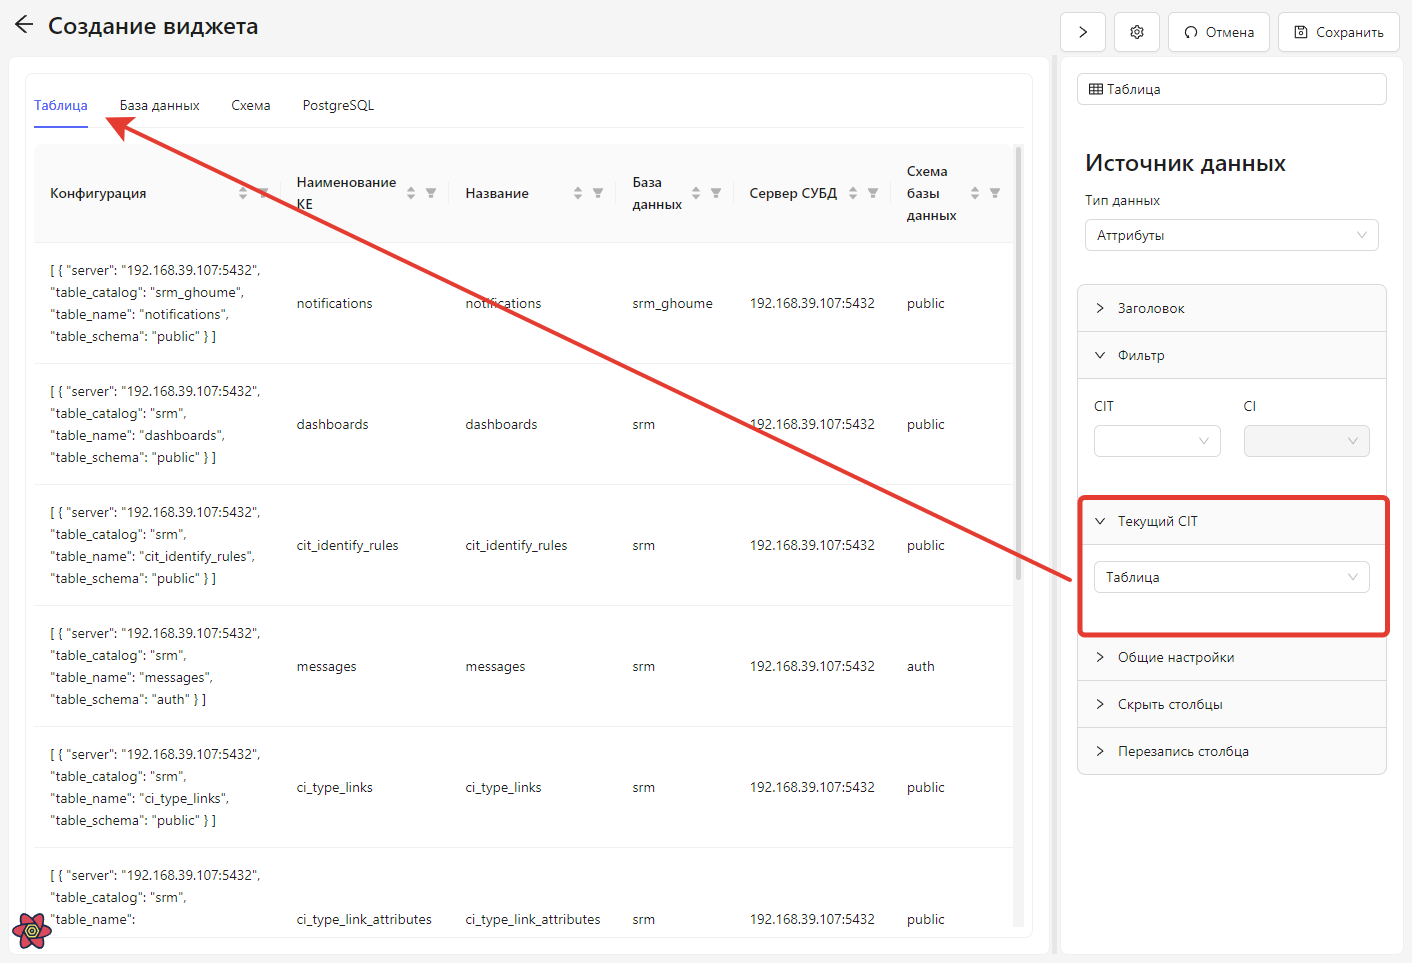 Создание виджета
Отмена
Сохранить
Таблица
База данных
Схема
PostgreSQL
Конфигурация
Наименование
КЕ
Название
База
данных
Сервер СУБД
Схема
базы
данных
[ { "server": "192.168.39.107:5432",
"table_catalog": "srm_ghoume",
"table_name": "notifications",
"table_schema": "public" } ]
notifications
notifications
srm_ghoume
192.168.39.107:5432
public
[ { "server": "192.168.39.107:5432",
"table_catalog": "srm",
"table_name": "dashboards",
"table_schema": "public" } ]
dashboards
dashboards
srm
192.168.39.107:5432
public
[ { "server": "192.168.39.107:5432",
"table_catalog": "srm",
"table_name": "cit_identify_rules",
"table_schema": "public" } ]
cit_identify_rules
cit_identify_rules
srm
192.168.39.107:5432
public
[ { "server": "192.168.39.107:5432",
"table_catalog": "srm",
"table_name": "messages",
"table_schema": "auth" } ]
messages
messages
srm
192.168.39.107:5432
auth
[ { "server": "192.168.39.107:5432",
"table_catalog": "srm",
"table_name": "ci_type_links",
"table_schema": "public" } ]
ci_type_links
ci_type_links
srm
192.168.39.107:5432
public
[ { "server": "192.168.39.107:5432",
"table_catalog": "srm",
"table_name":
ci_type_link_attributes
ci_type_link_attributes
srm
192.168.39.107:5432
public
Таблица
Источник данных
Тип данных
Аттрибуты
Заголовок
Фильтр
CIT
CI
Текущий CIT
Таблица
Общие настройки
Скрыть столбцы
Перезапись столбца